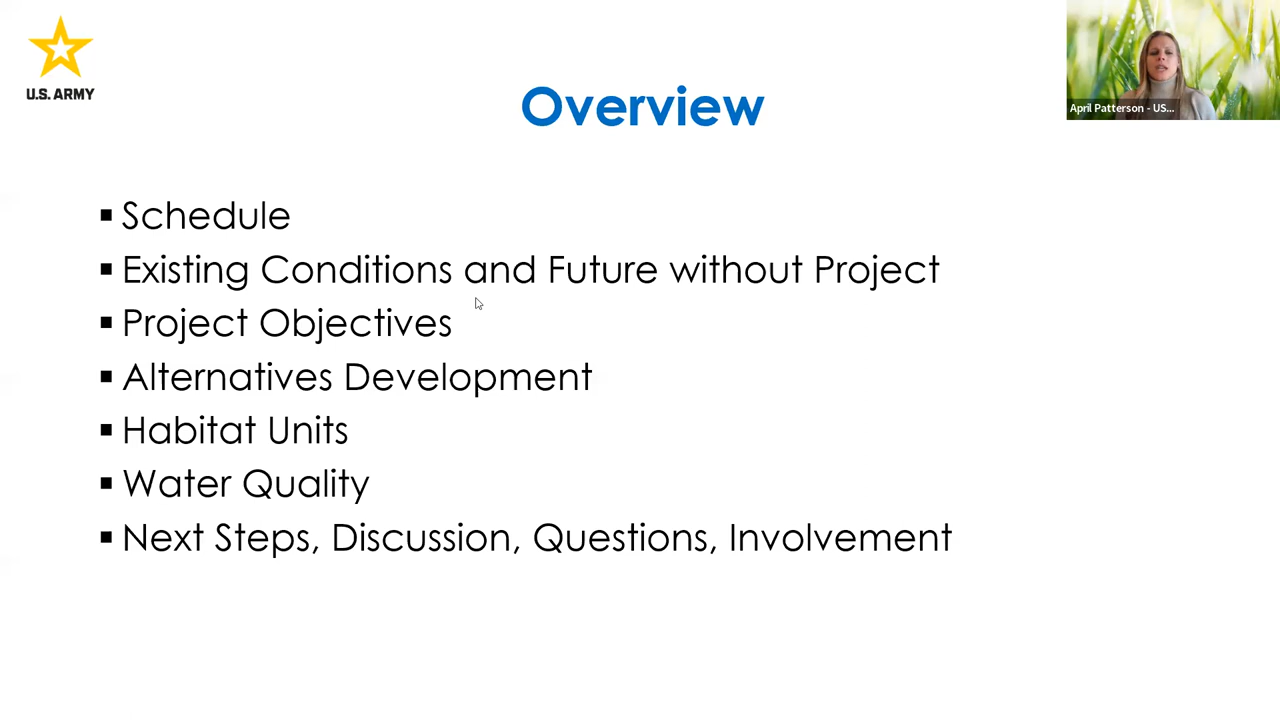 U.S. ARMY
April Patterson - US...
Overview
▪ Schedule
▪ Existing Conditions and Future without Project
▪ Project Objectives
▪ Alternatives Development
▪ Habitat Units
▪ Water Quality
▪ Next Steps, Discussion, Questions, Involvement